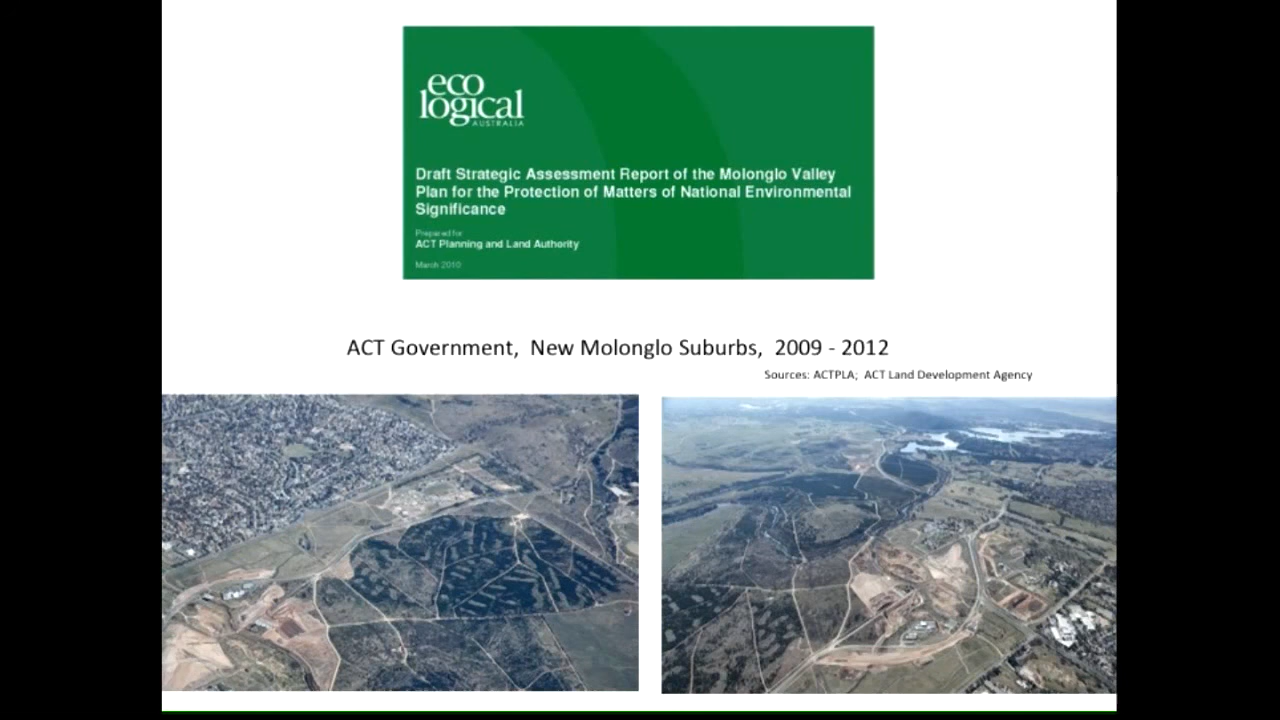 eco
logical
AUSTRALIA
Draft Strategic Assessment Report of the Molonglo Valley
Plan for the Protection of Matters of National Environmental
Significance
Prepared for
ACT Planning and Land Authority
March 2010
ACT Government,  New Molonglo Suburbs,  2009 - 2012
Sources: ACTPLA;  ACT Land Development Agency